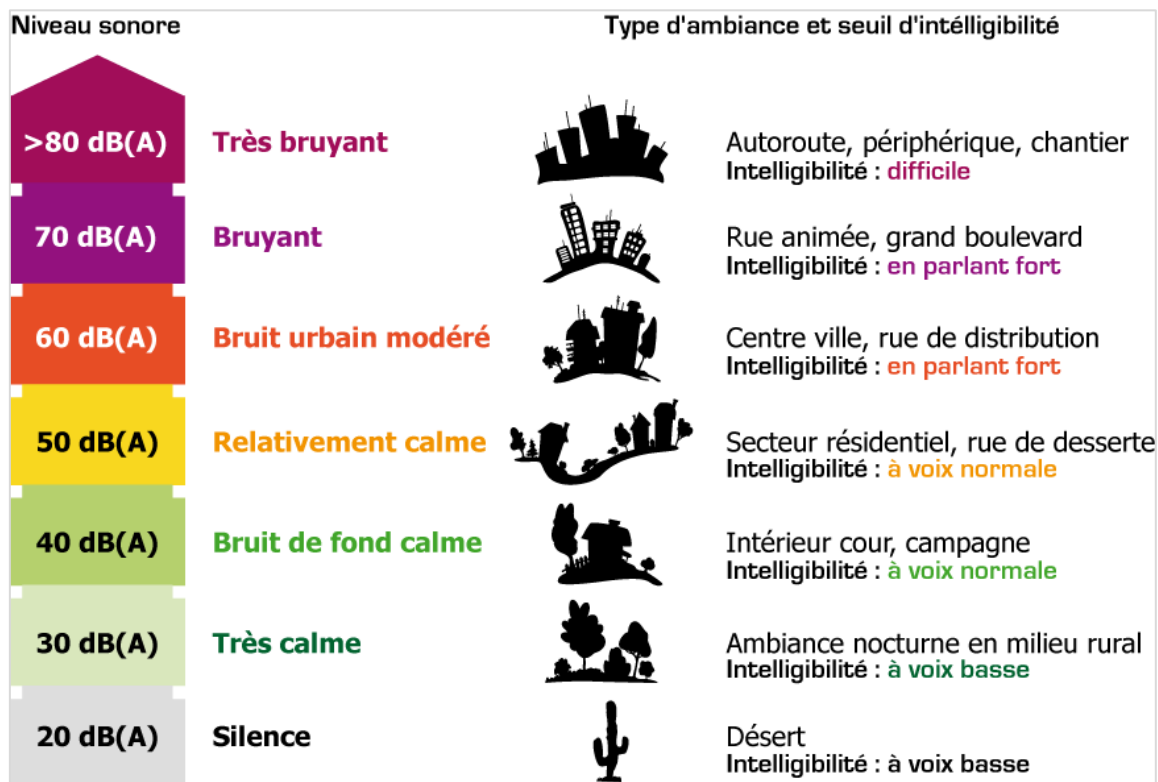 Niveau sonore
Type d'ambiance et seuil d'intélligibilité
>80 dB(A)
Très bruyant
Autoroute, périphérique, chantier
Intelligibilité : difficile
70 dB(A)
Bruyant
Rue animée, grand boulevard
Intelligibilité : en parlant fort
60 dB(A)
Bruit urbain modéré
Centre ville, rue de distribution
Intelligibilité : en parlant fort
50 dB(A)
Relativement calme
Secteur résidentiel, rue de desserte
Intelligibilité : à voix normale
40 dB(A)
Bruit de fond calme
Intérieur cour, campagne
Intelligibilité : à voix normale
30 dB(A)
Très calme
Ambiance nocturne en milieu rural
Intelligibilité : à voix basse
20 dB(A)
Silence
Désert
Intelligibilité : à voix basse